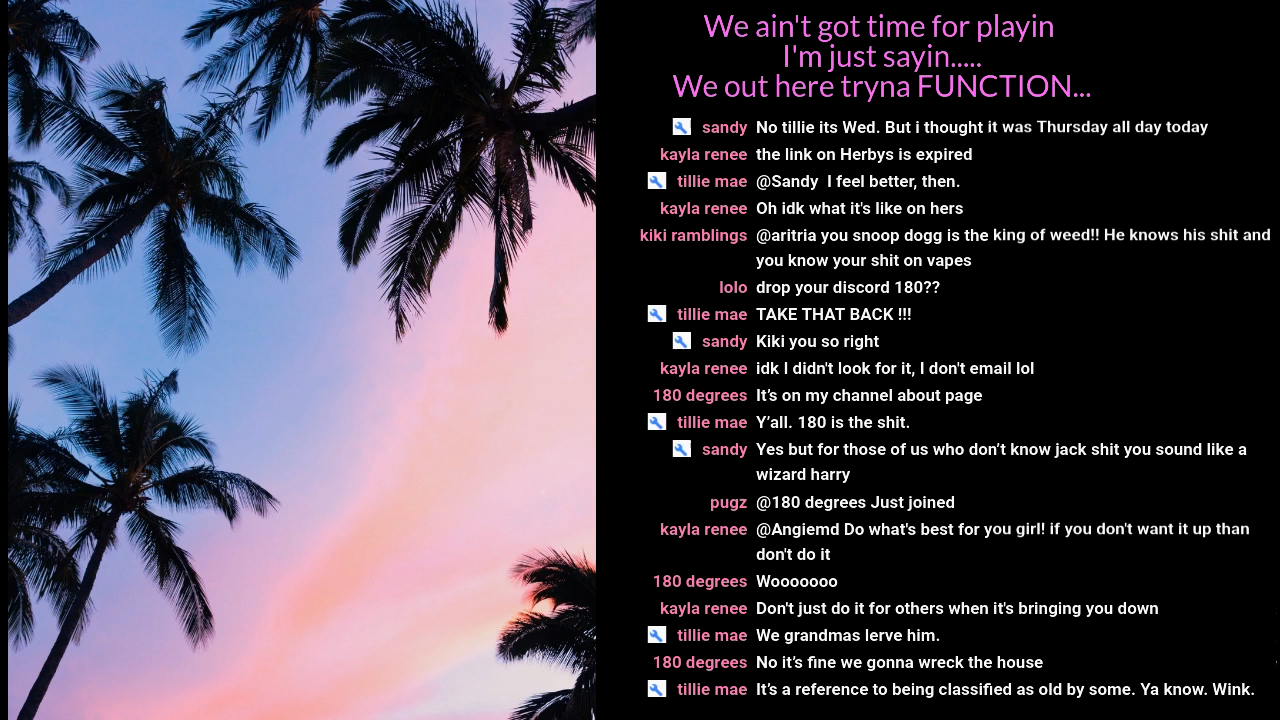 We ain't got time for playin
I'm just sayin.....
We out here tryna FUNCTION...
sandy No tillie its Wed. But i thought it was Thursday all day today
kayla renee the link on Herbys is expired
tillie mae @Sandy  I feel better, then.
kayla renee Oh idk what it's like on hers
kiki ramblings @aritria you snoop dogg is the king of weed!! He knows his shit and
you know your shit on vapes
lolo drop your discord 180??
tillie mae TAKE THAT BACK !!!
sandy Kiki you so right
kayla renee idk I didn't look for it, I don't email lol
180 degrees It’s on my channel about page
tillie mae Y’all. 180 is the shit.
sandy Yes but for those of us who don’t know jack shit you sound like a
wizard harry
pugz @180 degrees Just joined
kayla renee @Angiemd Do what's best for you girl! if you don't want it up than
don't do it
180 degrees Wooooooo
kayla renee Don't just do it for others when it's bringing you down
tillie mae We grandmas lerve him.
180 degrees No it’s fine we gonna wreck the house
tillie mae It’s a reference to being classified as old by some. Ya know. Wink.